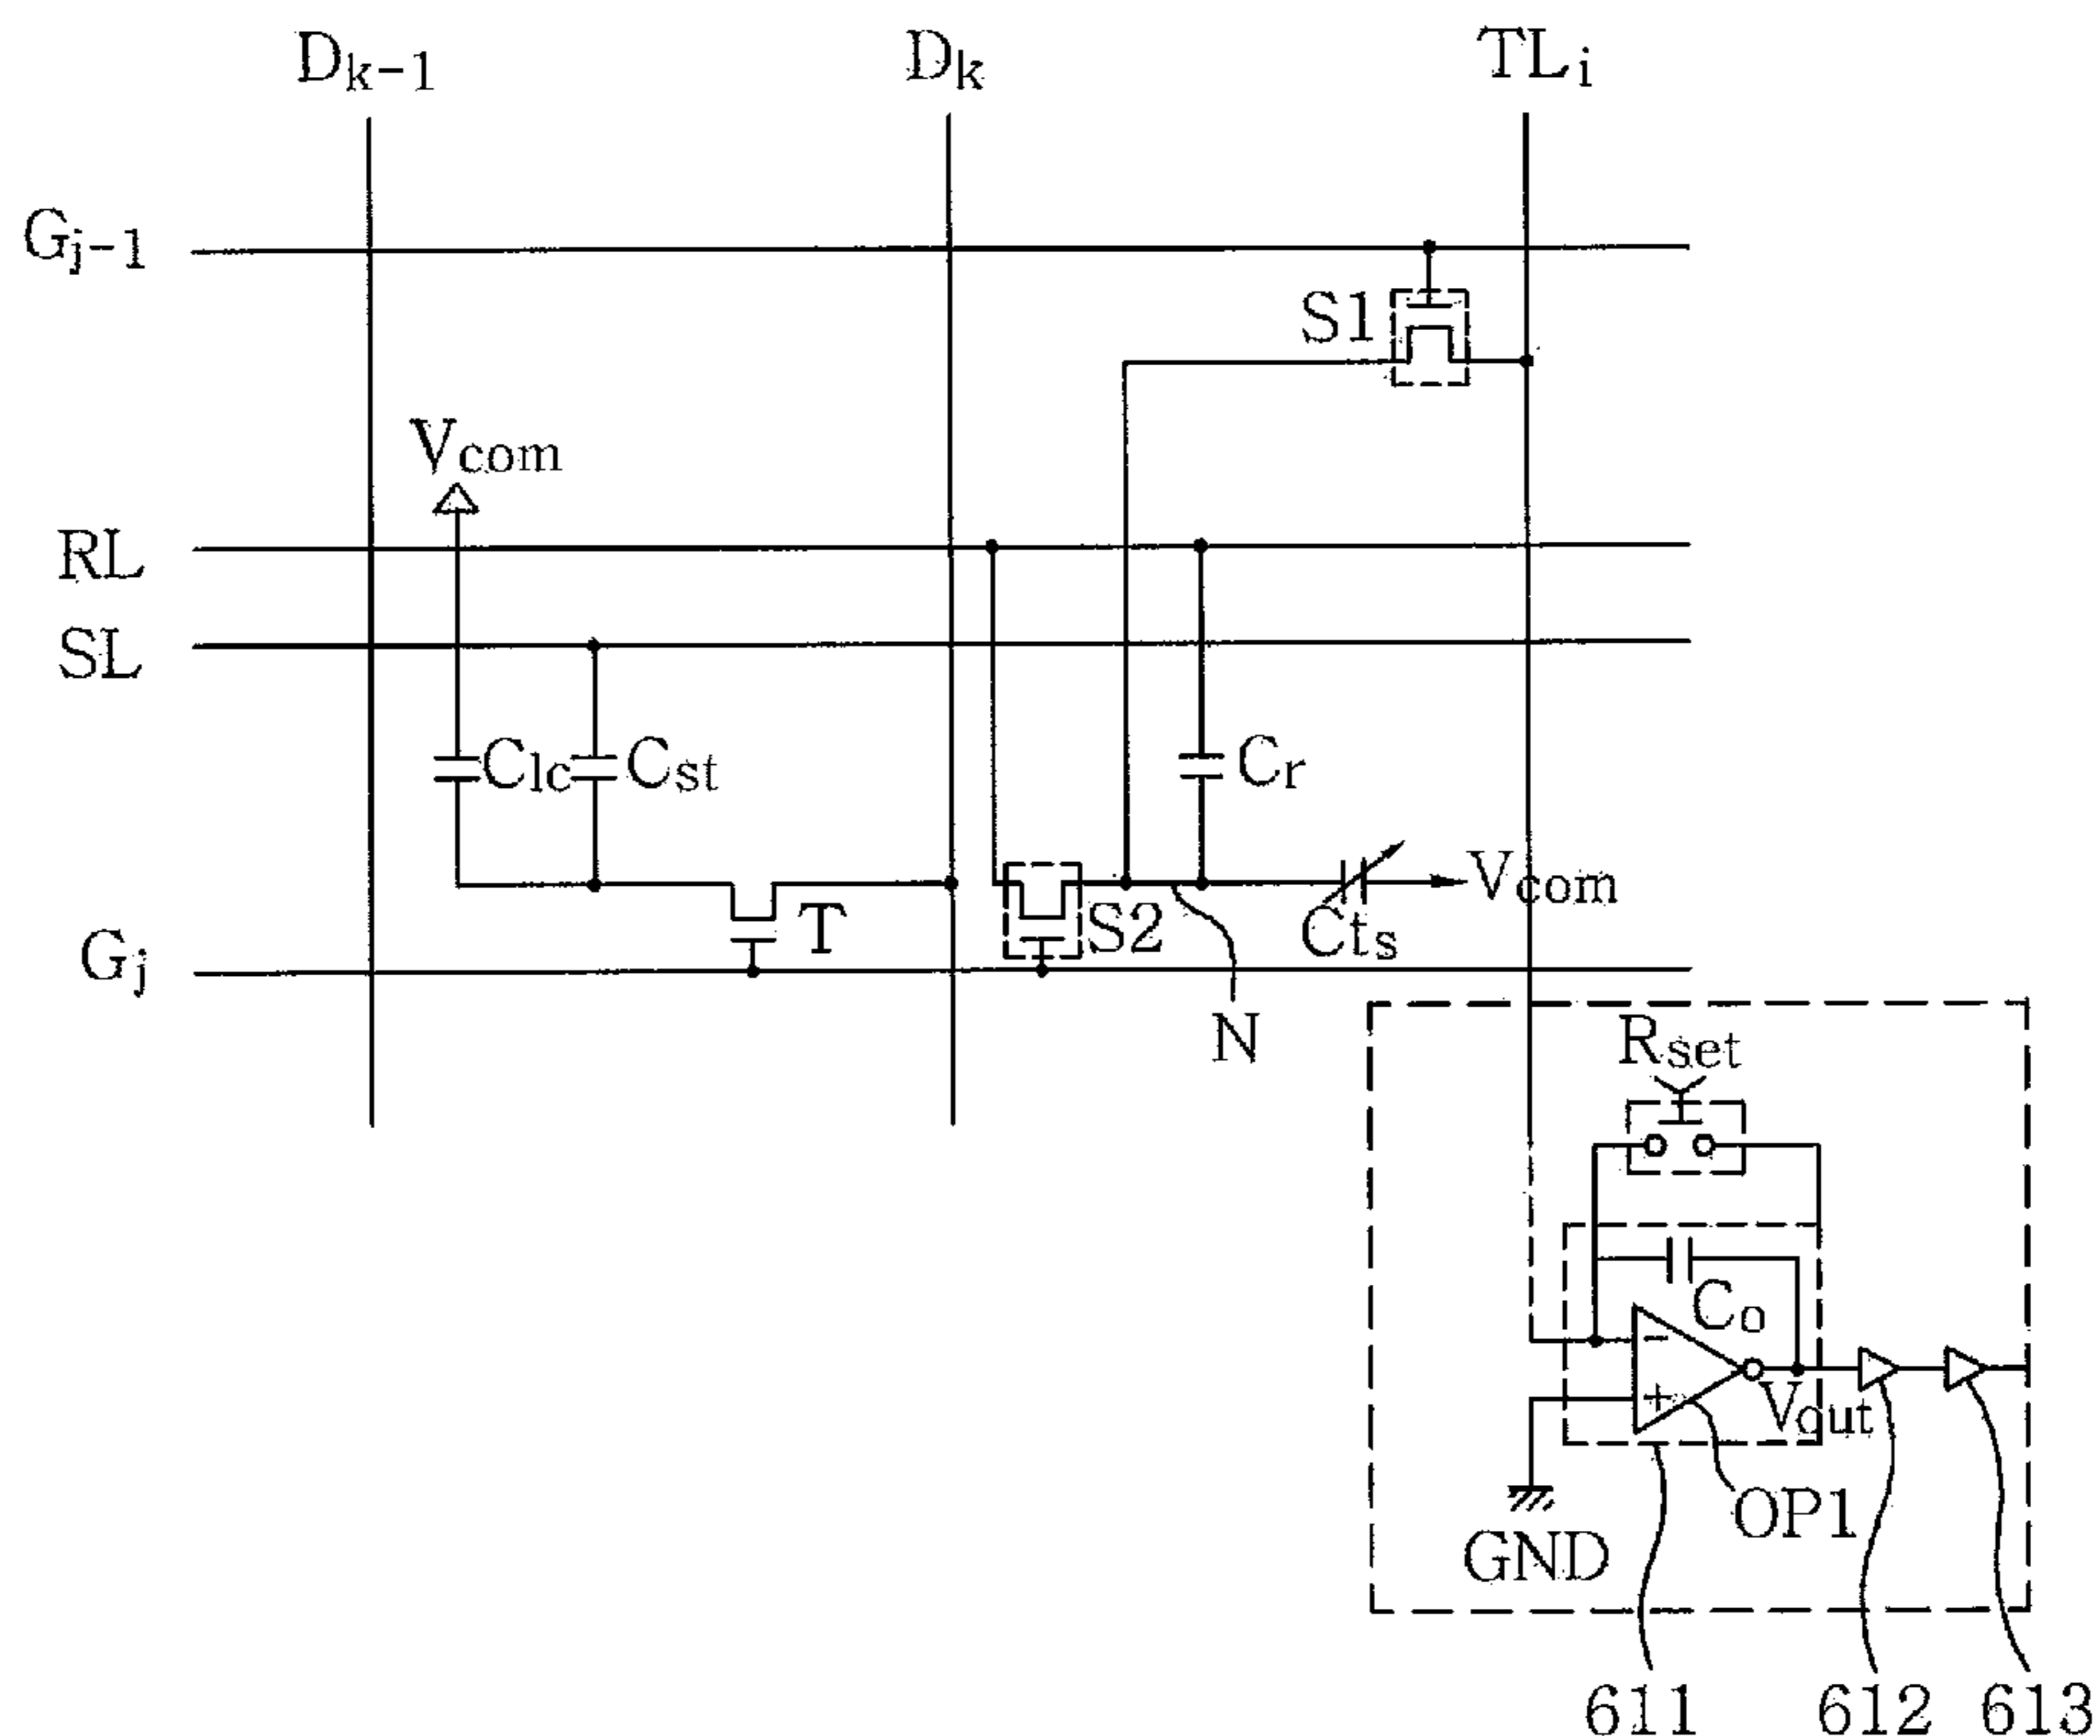 Dk-1
Dk
TLi
Gj-1
S1
Vcom
RL
SL
Clc
Cst
Cr
T
S2
Cts
Vcom
Gj
N
Rset
Co
−
+
Vout
OP1
GND
611
612
613